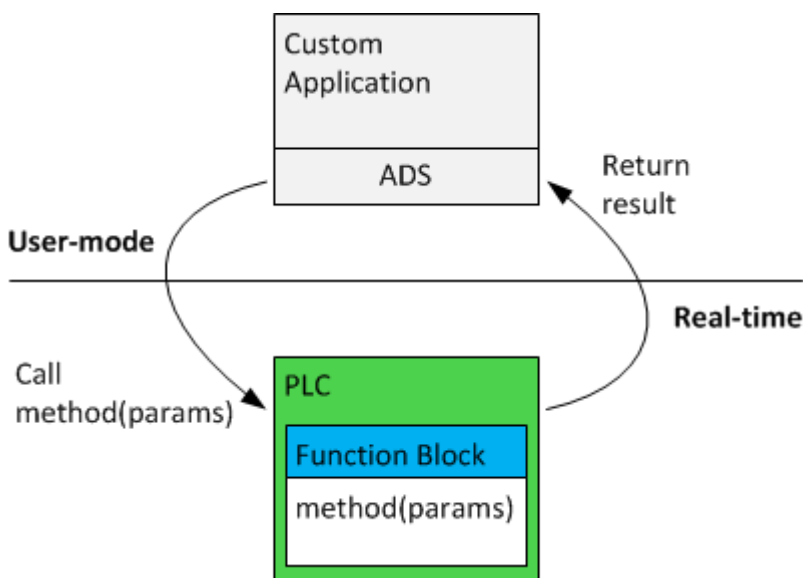 Custom
Application
ADS
Return
result
User-mode
Real-time
Call
method(params)
PLC
Function Block
method(params)